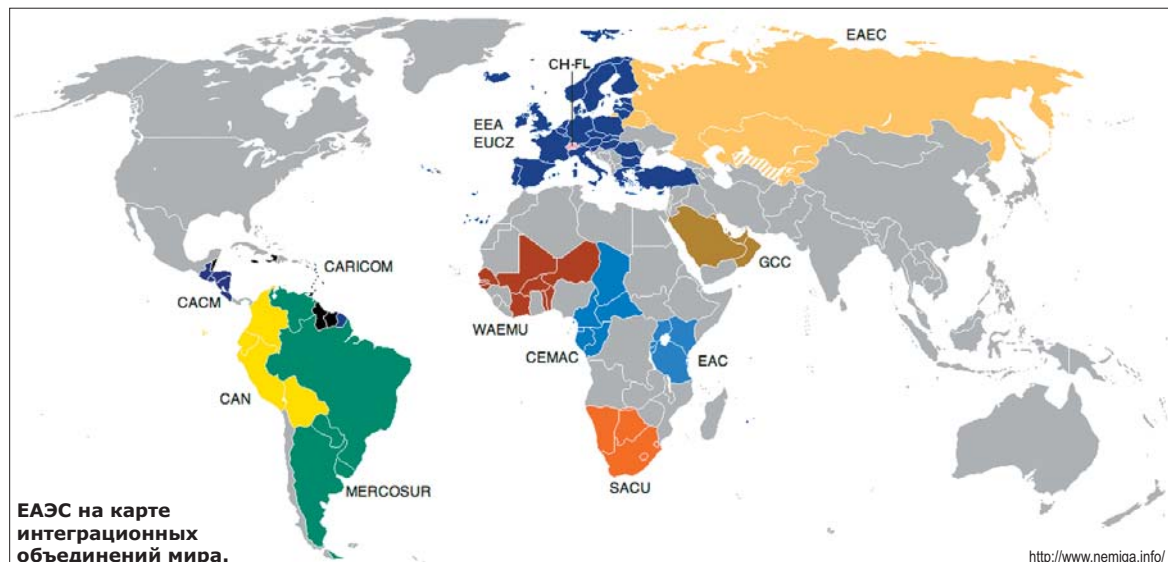 EAEC
CH-FL
EEA
EUCZ
CARICOM
GCC
CACM
WAEMU
CEMAC
EAC
CAN
SACU
MERCOSUR
ЕАЭС на карте
интеграционных
объединений мира.
http://www.nemiga.info/